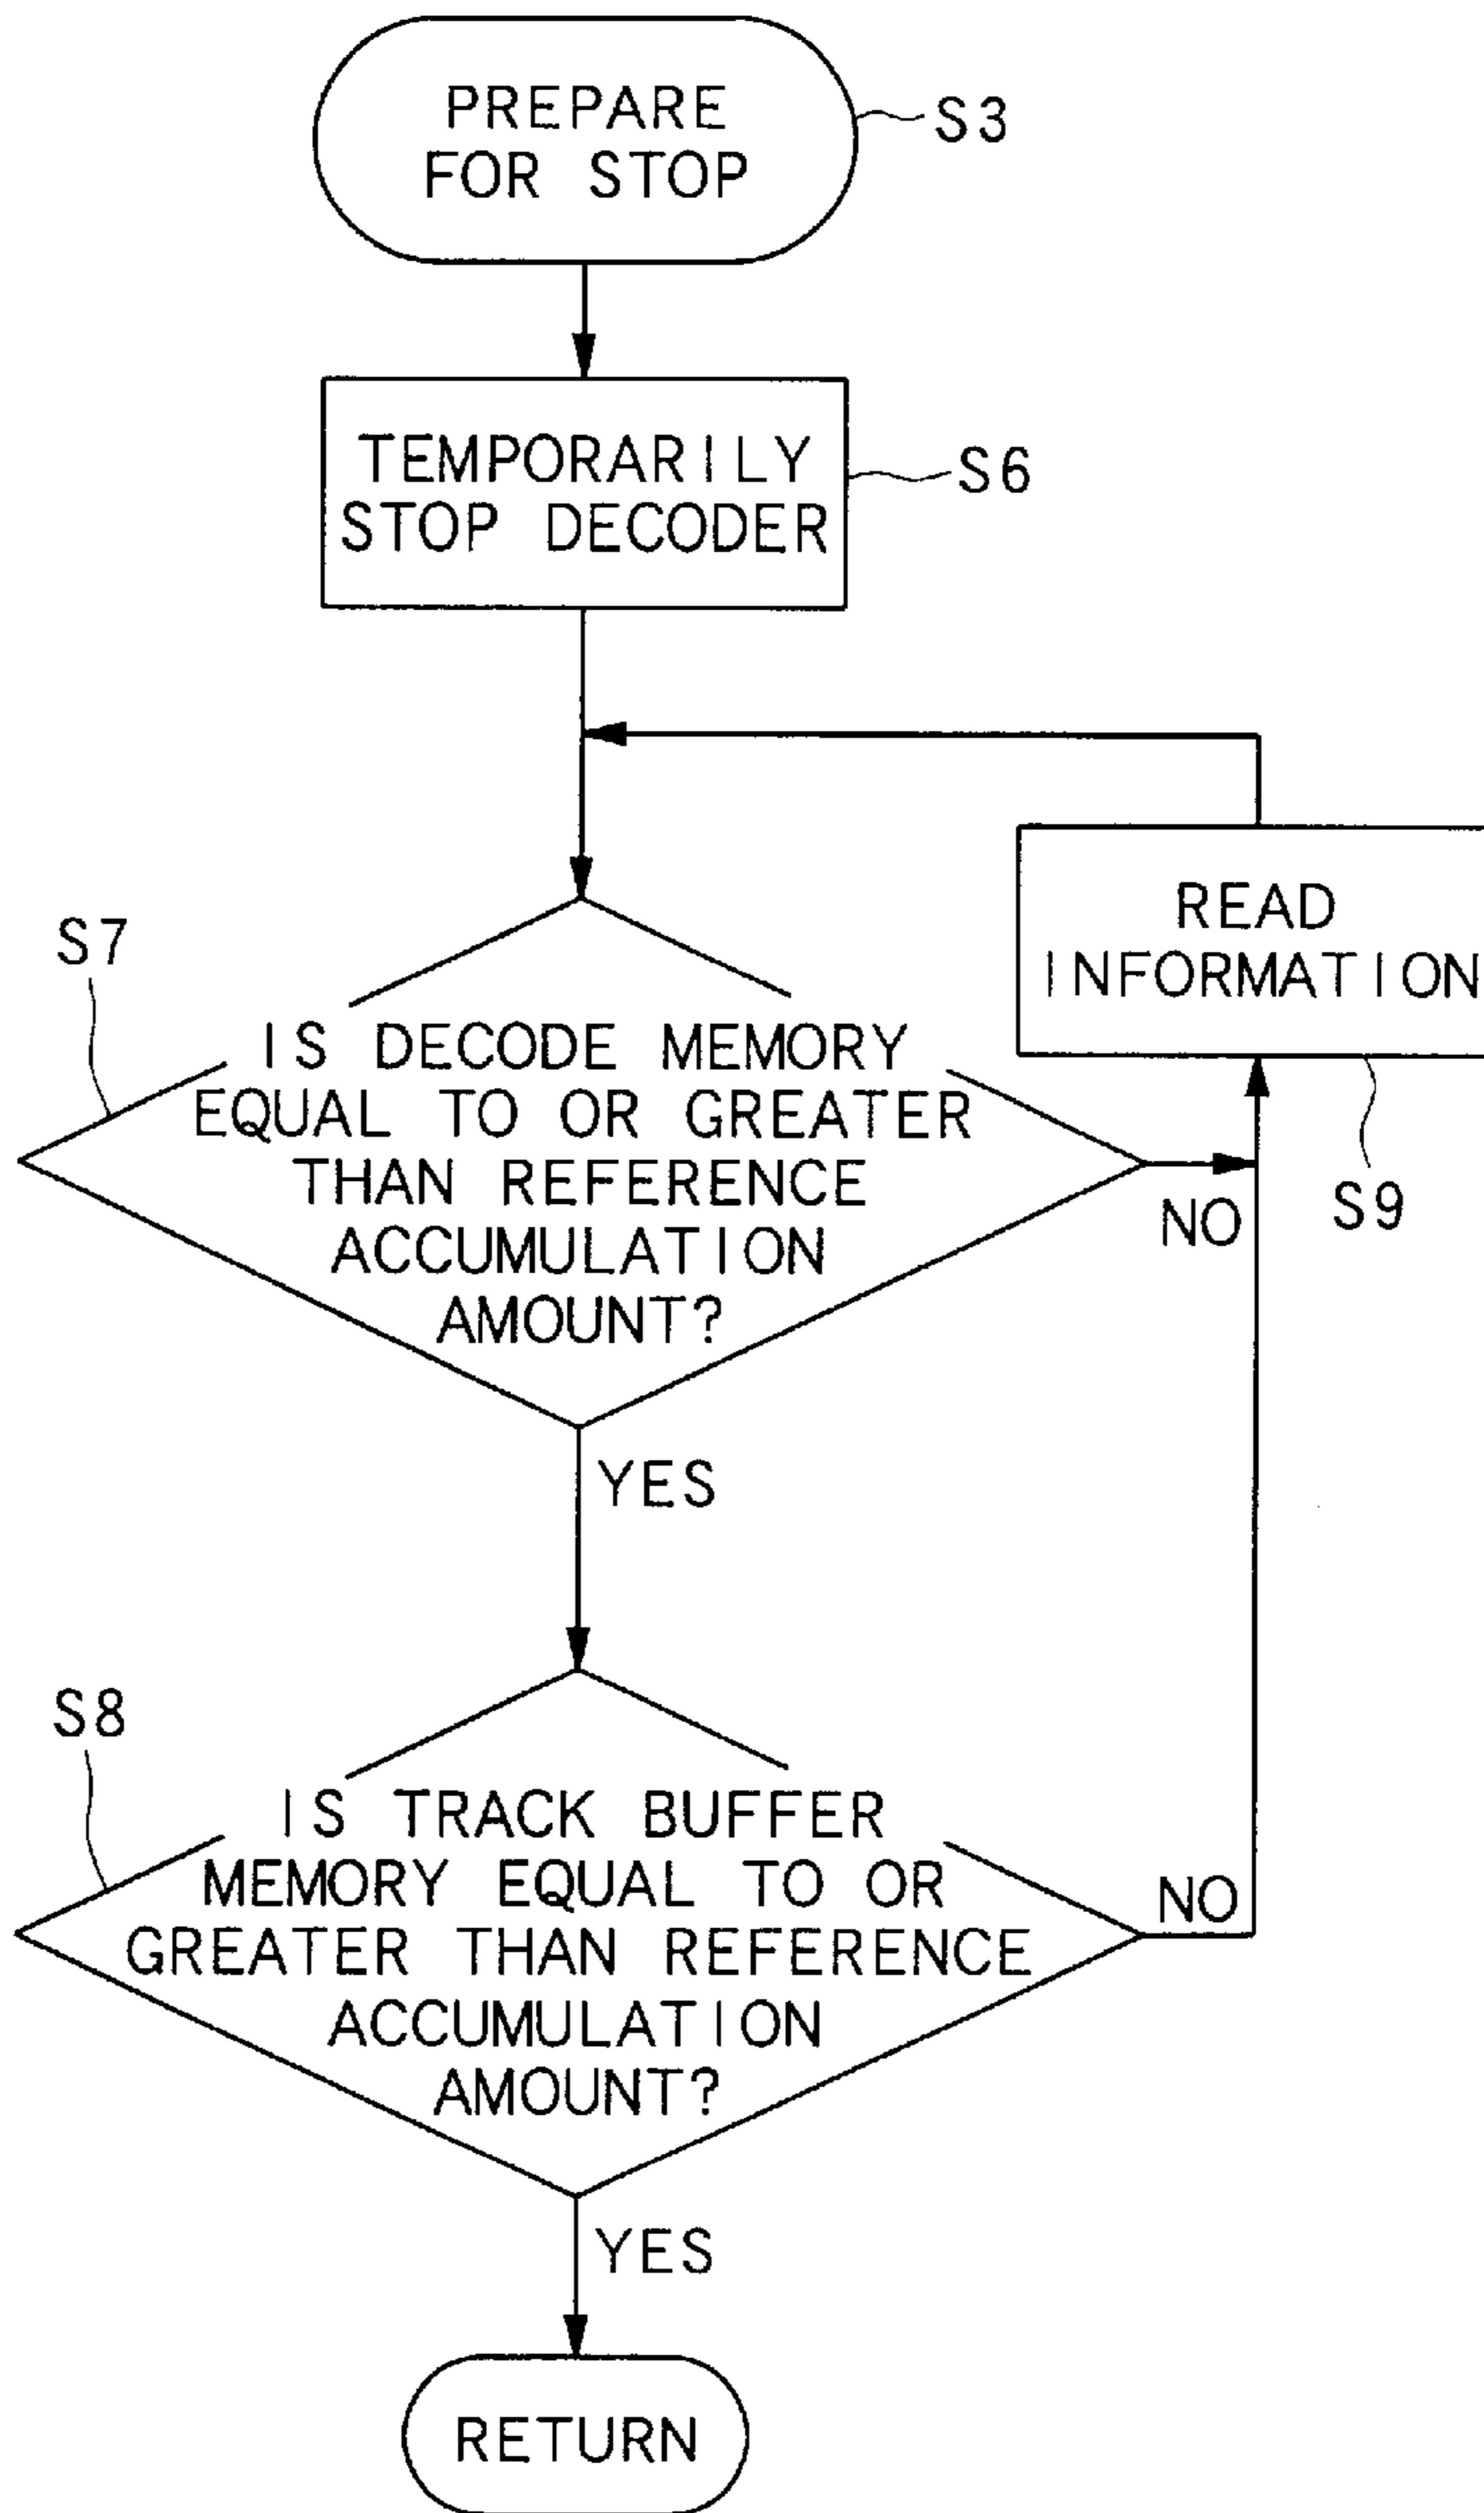 PREPARE
FOR STOP
S3
TEMPORARILY
STOP DECODER
S6
READ
INFORMATION
S9
S7
IS DECODE MEMORY
EQUAL TO OR GREATER
THAN REFERENCE
ACCUMULATION
AMOUNT?
NO
YES
S8
IS TRACK BUFFER
MEMORY EQUAL TO OR
GREATER THAN REFERENCE
ACCUMULATION
AMOUNT?
NO
YES
RETURN